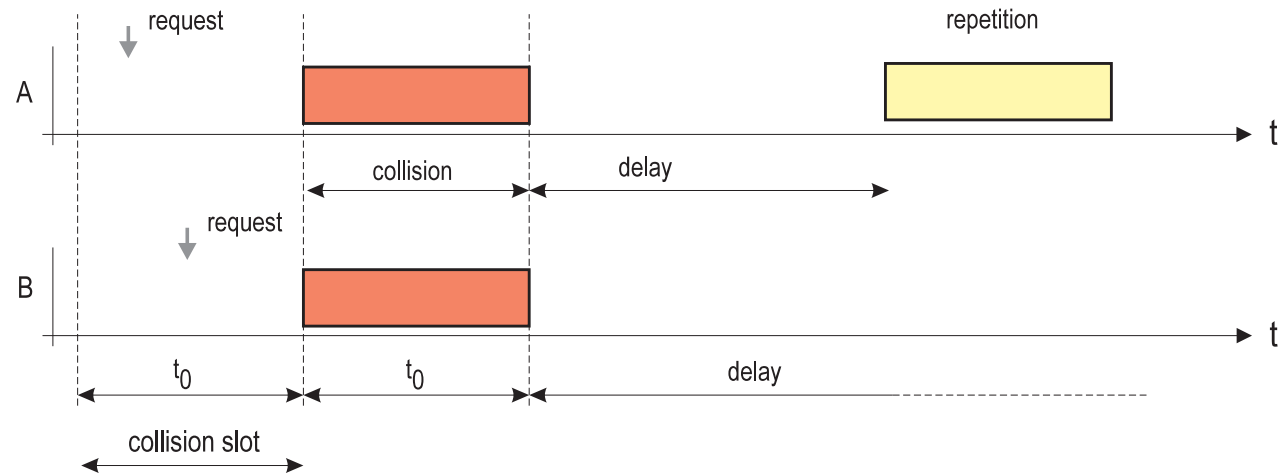 request
repetition
A
t
collision
delay
request
B
t
t0
t0
delay
collision slot